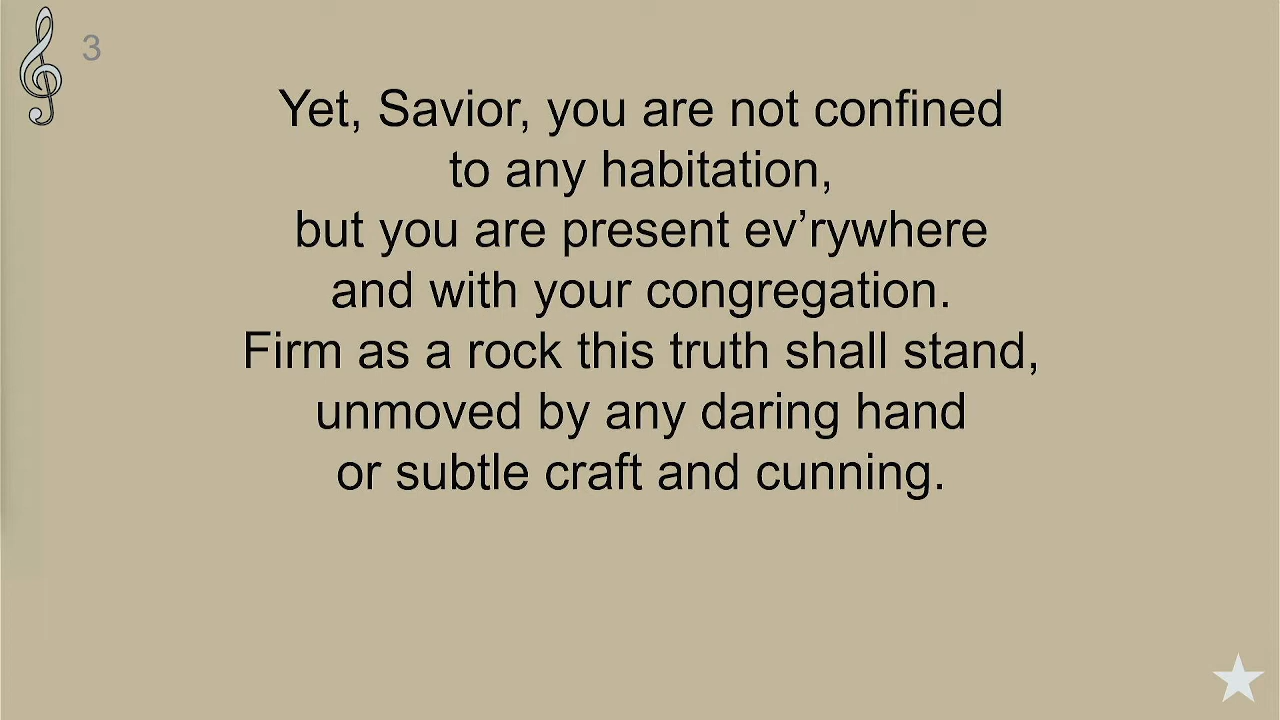 3
Yet, Savior, you are not confined
to any habitation,
but you are present ev’rywhere
and with your congregation.
Firm as a rock this truth shall stand,
unmoved by any daring hand
or subtle craft and cunning.